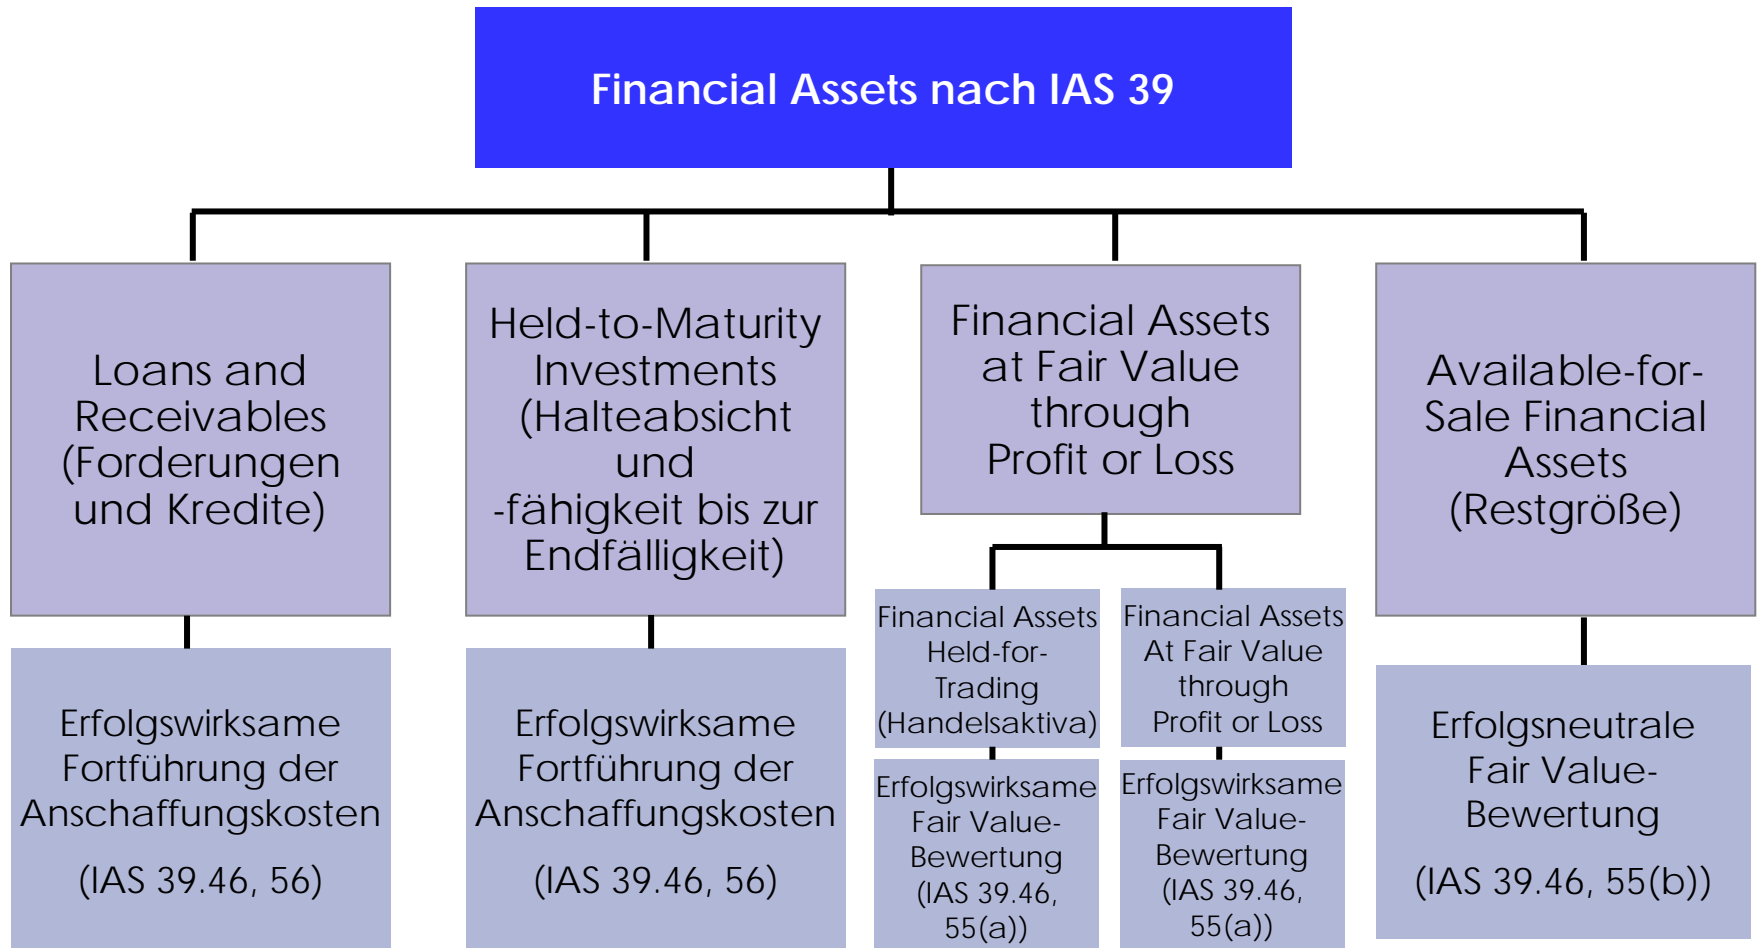 Financial Assets nach IAS 39
Loans and
Receivables
(Forderungen
und Kredite)
Held-to-Maturity
Investments
(Halteabsicht
und
-fähigkeit bis zur
Endfälligkeit)
Financial Assets
at Fair Value
through
Profit or Loss
Available-for-
Sale Financial
Assets
(Restgröße)
Financial Assets
Held-for-
Trading
(Handelsaktiva)
Financial Assets
At Fair Value
through
Profit or Loss
Erfolgswirksame
Fortführung der
Anschaffungskosten
(IAS 39.46, 56)
Erfolgswirksame
Fortführung der
Anschaffungskosten
(IAS 39.46, 56)
Erfolgswirksame
Fair Value-
Bewertung
(IAS 39.46,
55(a))
Erfolgswirksame
Fair Value-
Bewertung
(IAS 39.46,
55(a))
Erfolgsneutrale
Fair Value-
Bewertung
(IAS 39.46, 55(b))